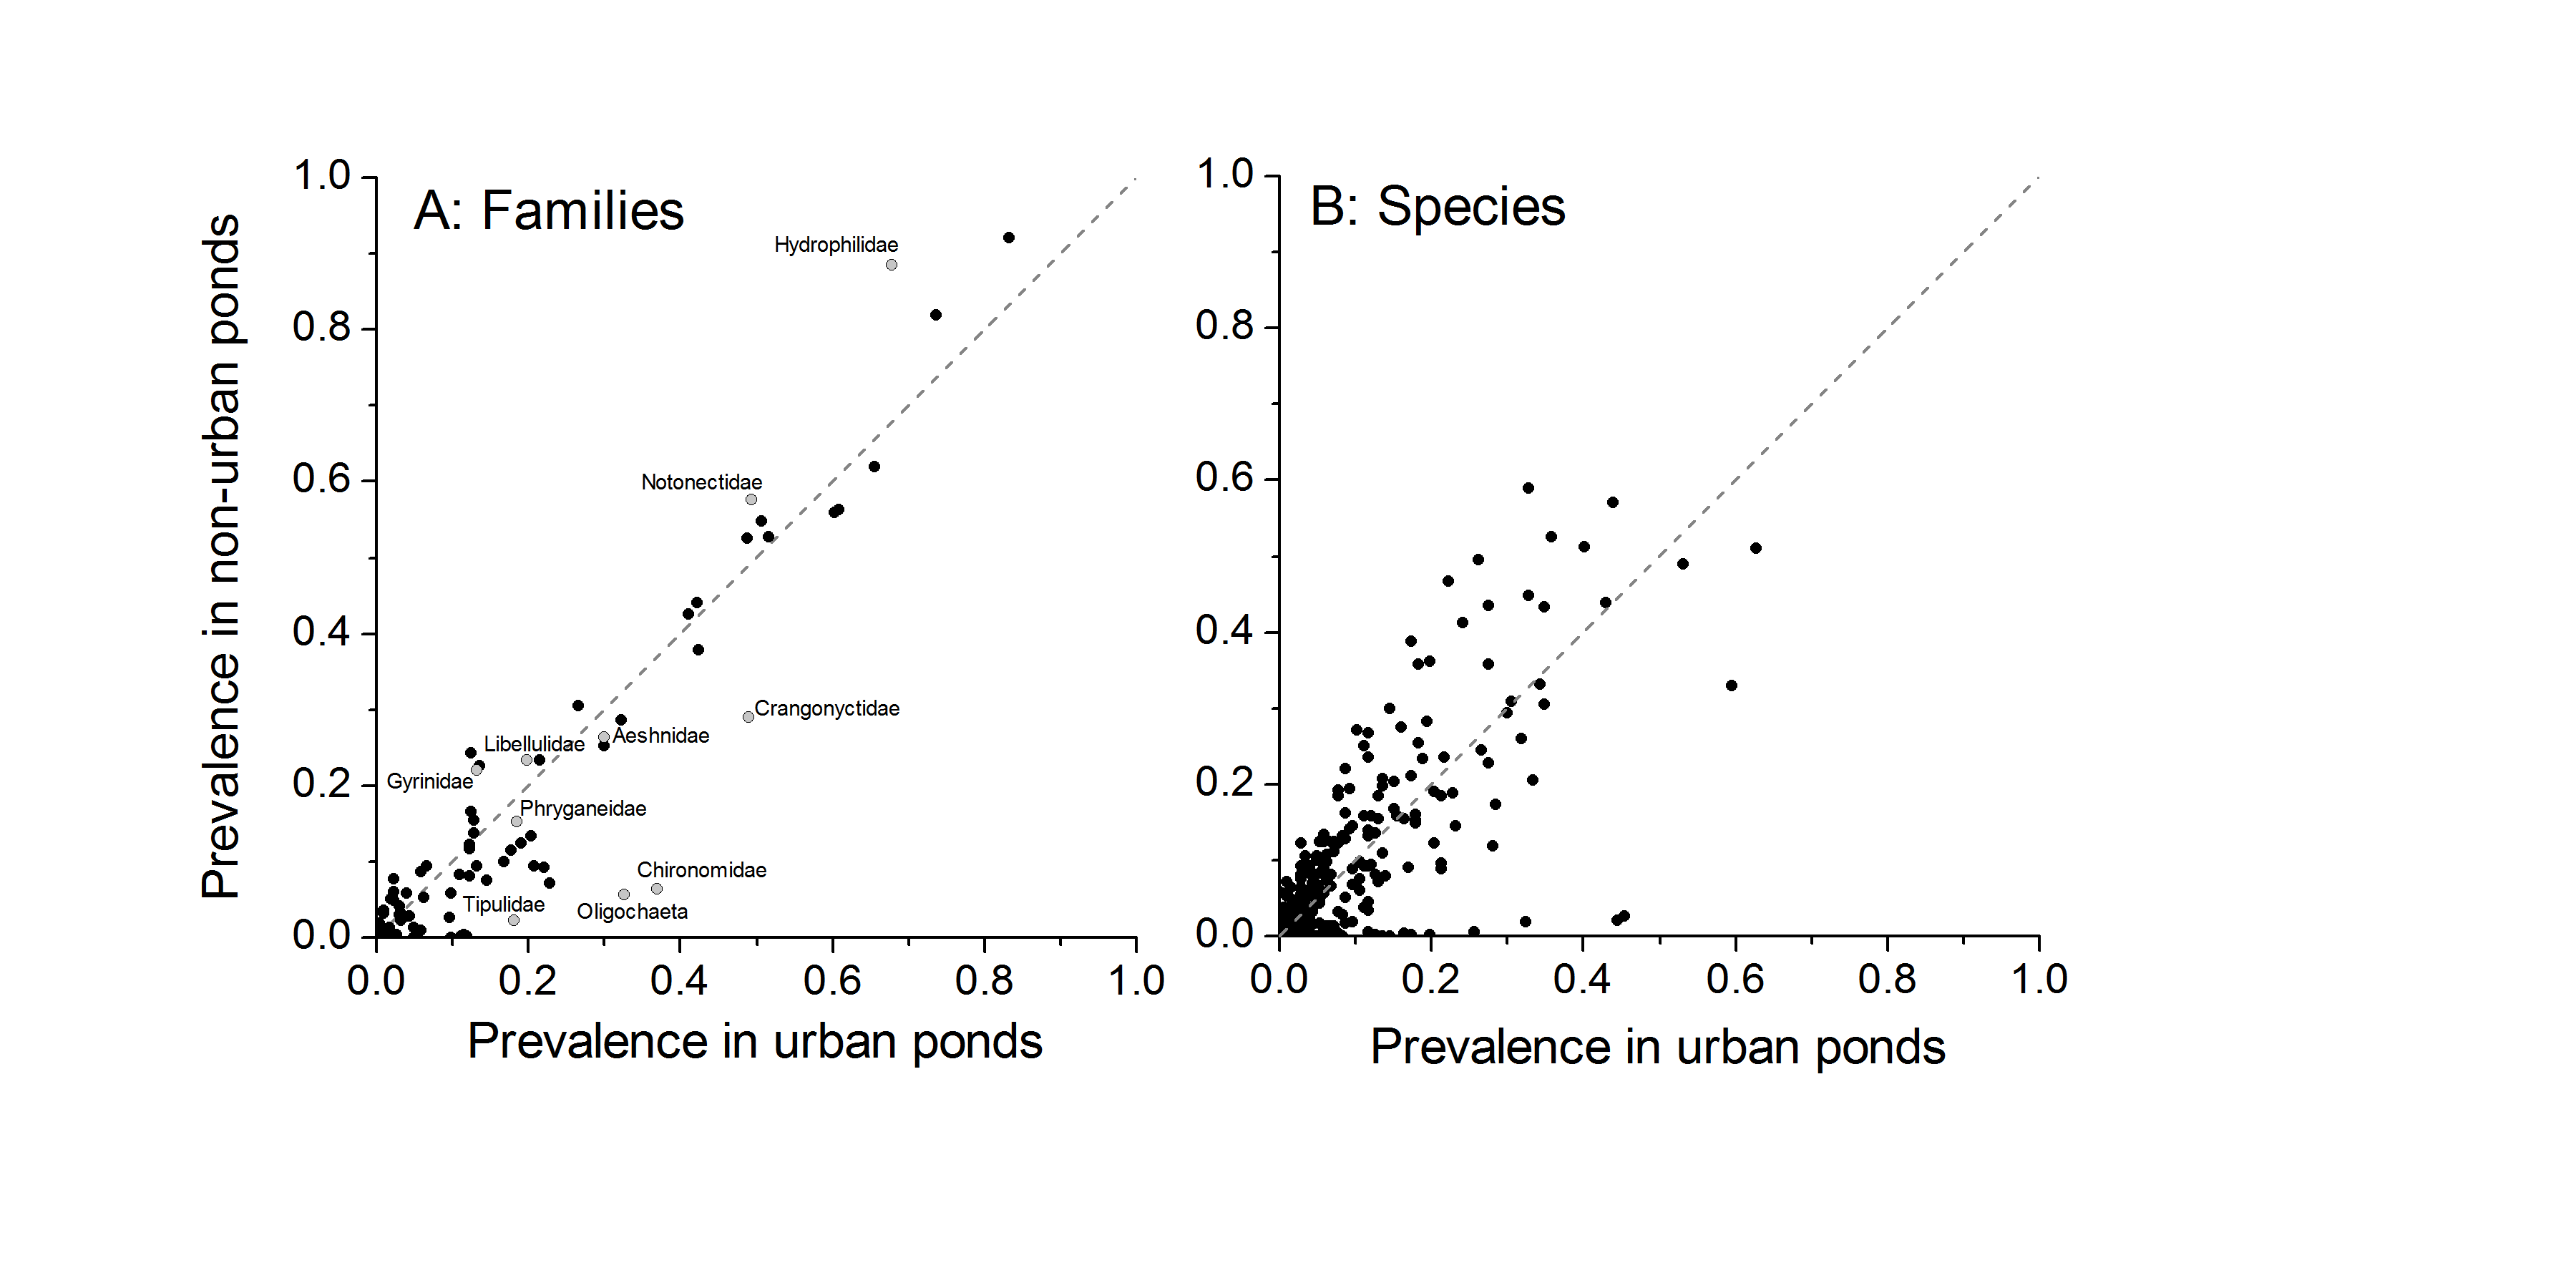 A: Families
Prevalence in non-urban ponds
1.0
0.8
0.6
0.4
0.2
0.0
Hydrophilidae
Notonectidae
Crangonyctidae
Aeshnidae
Libellulidae
Gyrinidae
Phryganeidae
Chironomidae
Tipulidae
Oligochaeta
0.0 0.2 0.4 0.6 0.8 1.0
Prevalence in urban ponds
B: Species
1.0
0.8
0.6
0.4
0.2
0.0
0.0 0.2 0.4 0.6 0.8 1.0
Prevalence in urban ponds